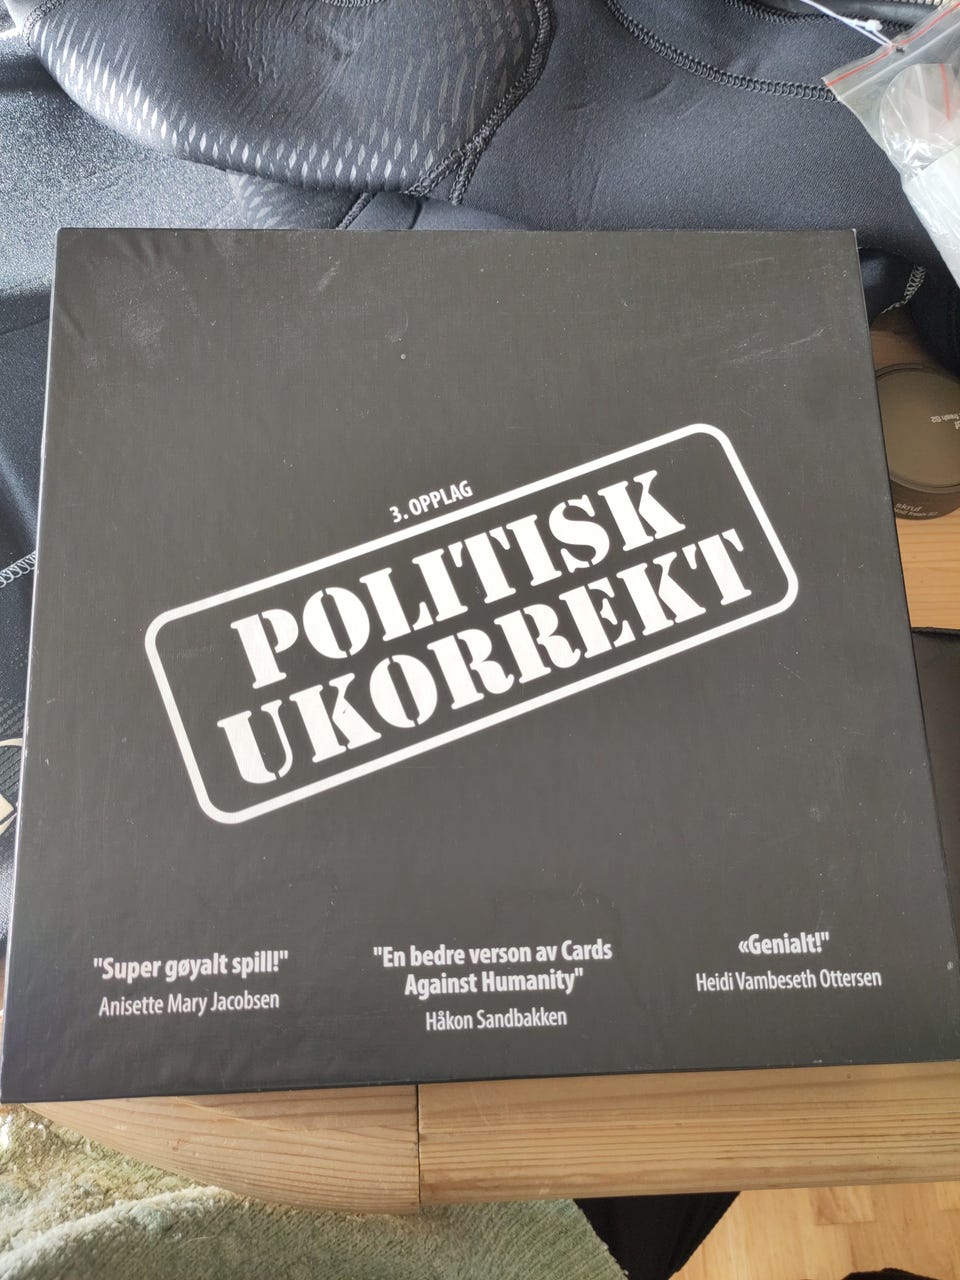 3. OPPLAG
POLITISK
UKORREKT
"Super gøyalt spill!"
Anisette Mary Jacobsen
"En bedre verson av Cards
Against Humanity"
Håkon Sandbakken
«Genialt!"
Heidi Vambeseth Ottersen
skruf